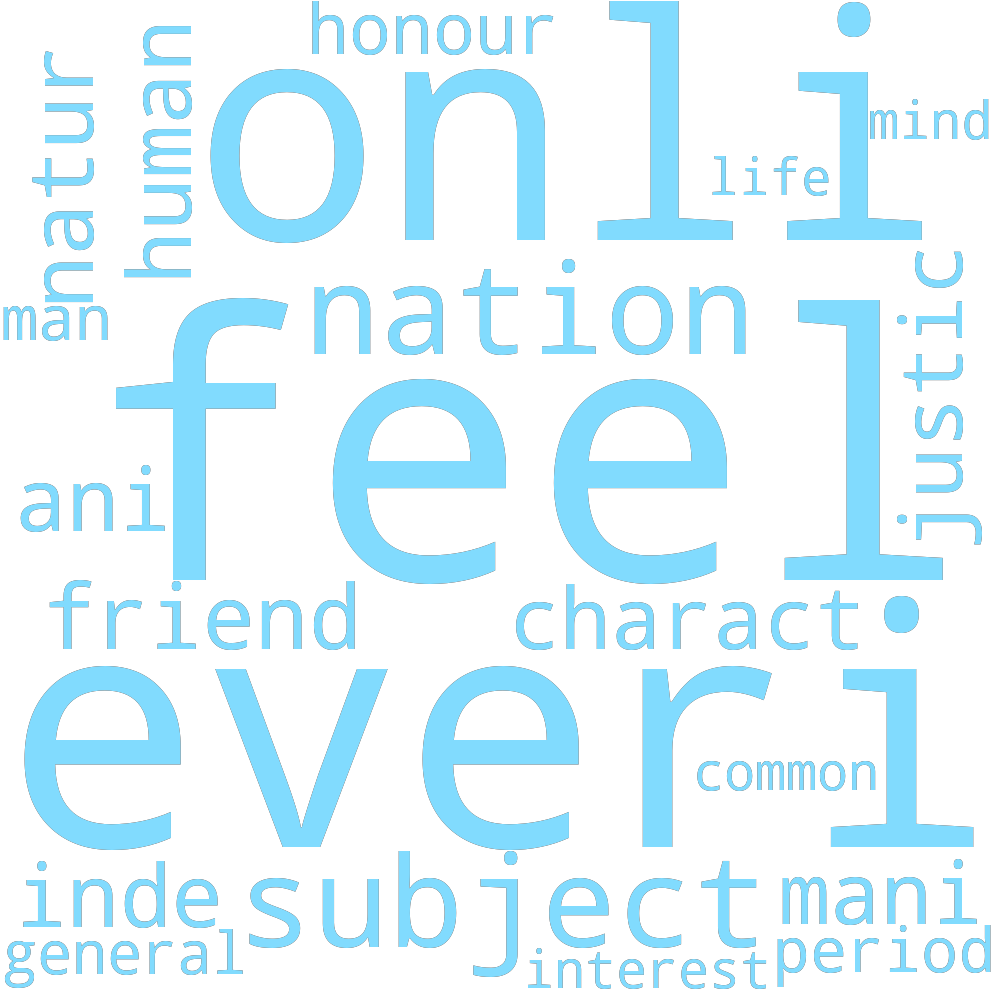 honour
onli
mind
life
natur
human
man
nation
justic
feel
ani
friend
charact
everi
common
inde
subject
mani
general
interest
period